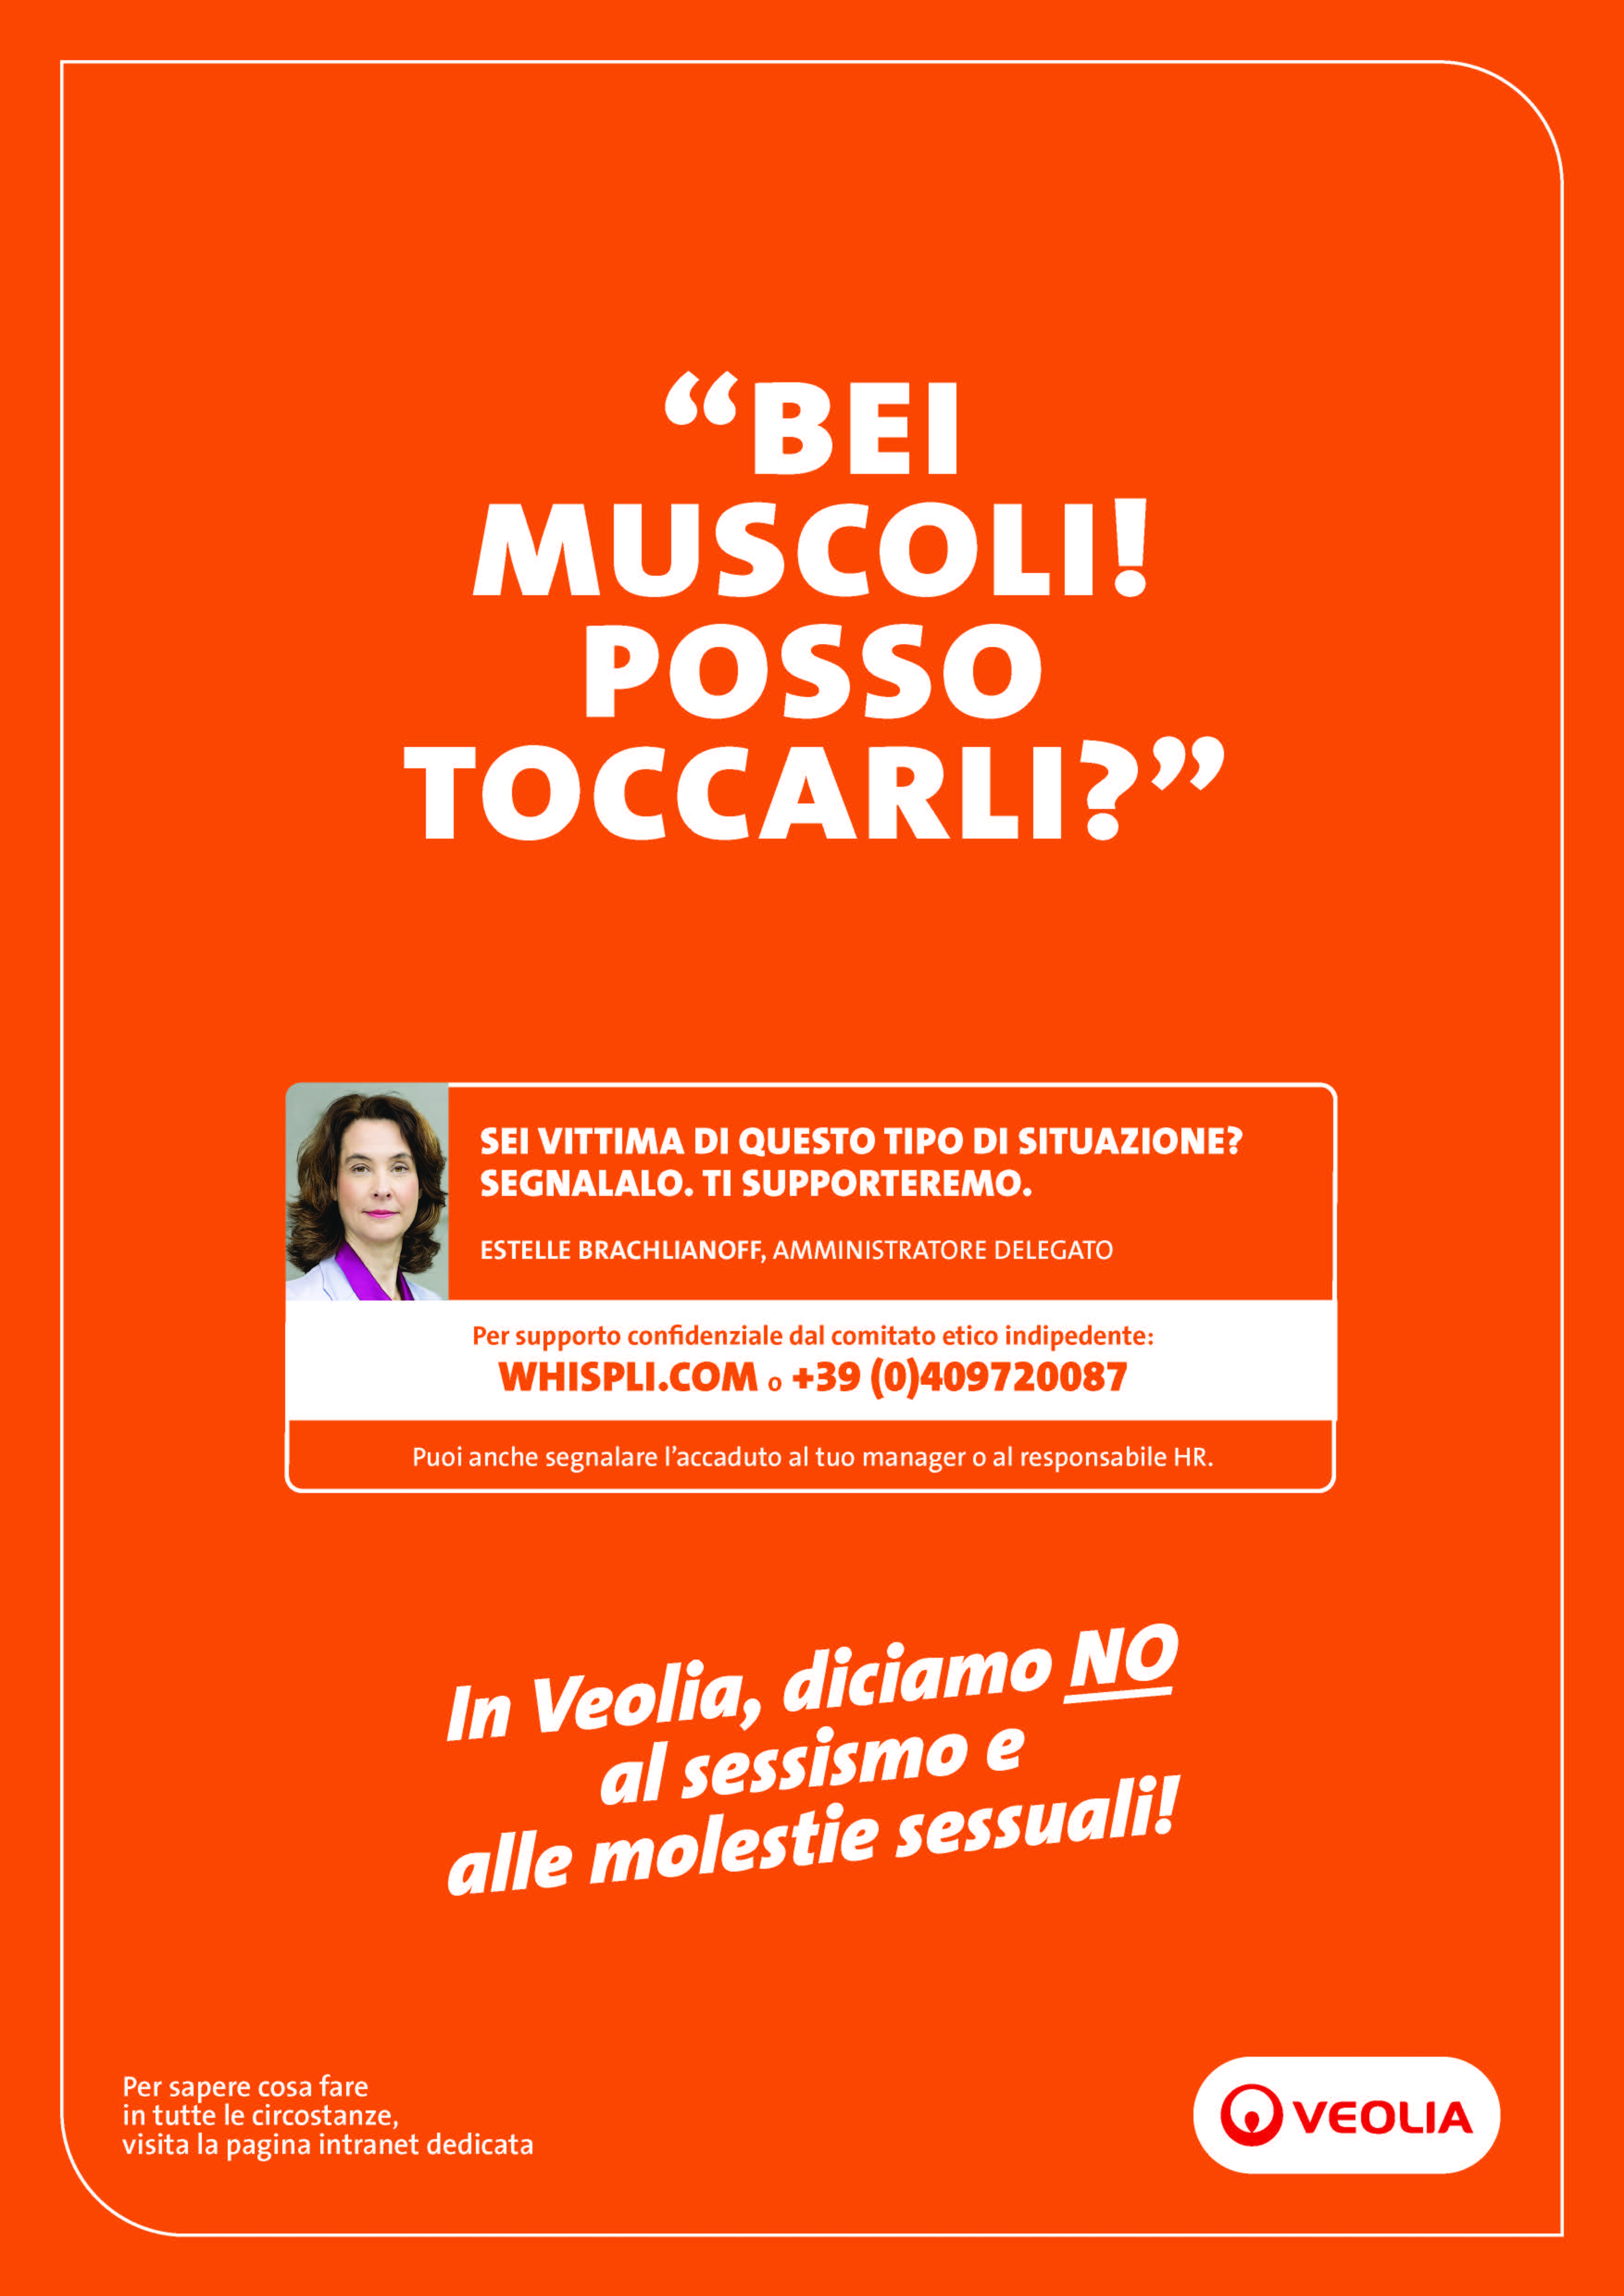 “BEI
MUSCOLI!
POSSO
TOCCARLI?”
SEI VITTIMA DI QUESTO TIPO DI SITUAZIONE?
SEGNALALO. TI SUPPORTEREMO.
ESTELLE BRACHLIANOFF, AMMINISTRATORE DELEGATO
Per supporto confidenziale dal comitato etico indipedente:
WHISPLI.COM o +39 (0)409720087
Puoi anche segnalare l’accaduto al tuo manager o al responsabile HR.
In Veolia, diciamo NO
al sessismo e
alle molestie sessuali!
Per sapere cosa fare
in tutte le circostanze,
visita la pagina intranet dedicata
VEOLIA